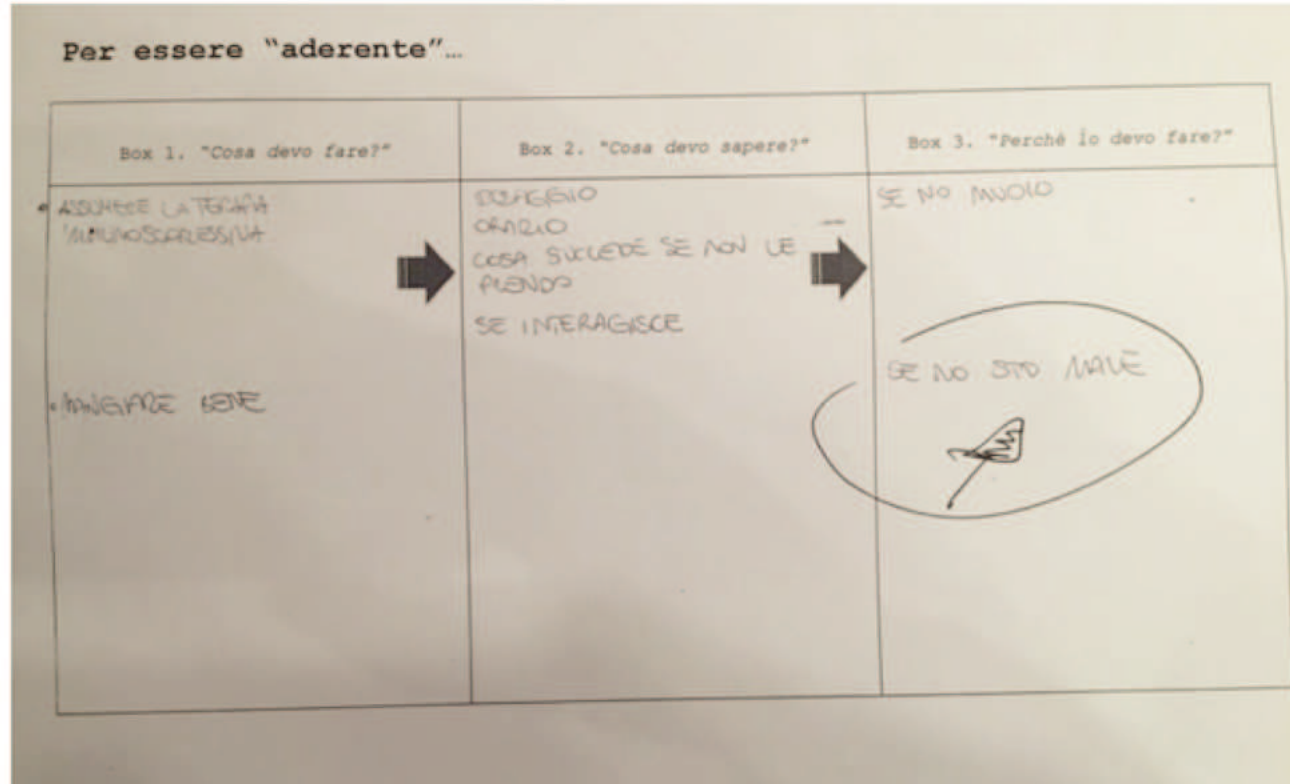 Per essere “aderente”…
Box 1. "Cosa devo fare?"
Box 2. "Cosa devo sapere?"
Box 3. "Perché lo devo fare?"
• ASSUMERE LA TERAPIA
IMMUNOSOPRESSIVA
• MANGIARE BENE
DOSAGGIO
ORARIO
COSA SUCCEDE SE NON LE
PRENDO
SE INTERAGISCE
SE NO MUOIO
SE NO STO MALE